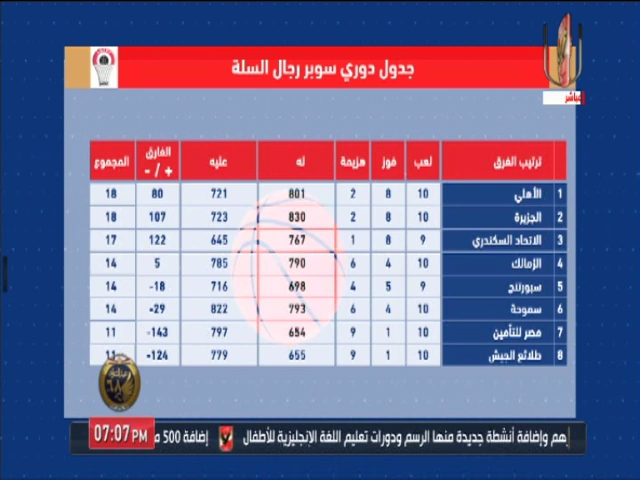 جدول دوري سوبر رجال السلة
مباشر
ترتيب الفرق لعب فوز هزيمة له عليه الفارق + / - المجموع
1 الأهلي 10 8 2 801 721 80 18
2 الجزيرة 10 8 2 830 723 107 18
3 الاتحاد السكندري 9 8 1 767 645 122 17
4 الزمالك 10 4 6 790 785 5 14
5 سبورتنج 9 5 4 698 716 -18 14
6 سموحة 10 4 6 793 822 -29 14
7 مصر للتأمين 10 1 9 654 797 -143 11
8 طلائع الجيش 10 1 9 655 779 -124 11
هم وإضافة أنشطة جديدة منها الرسم ودورات تعليم اللغة الإنجليزية للأطفال إضافة 500 م
07:07 PM